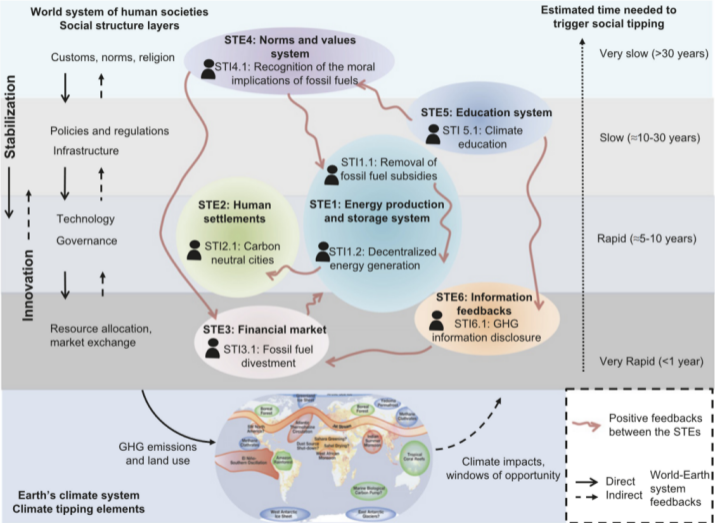 World system of human societies
Social structure layers
Estimated time needed to
trigger social tipping
Customs, norms, religion
Policies and regulations
Infrastructure
Technology
Governance
Resource allocation,
market exchange
Stabilization
Innovation
STE4: Norms and values
system
STI4.1: Recognition of the moral
implications of fossil fuels
STE5: Education system
STI 5.1: Climate
education
STI1.1: Removal of
fossil fuel subsidies
STE1: Energy production
and storage system
STI1.2: Decentralized
energy generation
STE2: Human
settlements
STI2.1: Carbon
neutral cities
STE3: Financial market
STI3.1: Fossil fuel
divestment
STE6: Information
feedbacks
STI6.1: GHG
information disclosure
Very slow (>30 years)
Slow (≈10-30 years)
Rapid (≈5-10 years)
Very Rapid (<1 year)
GHG emissions
and land use
Climate impacts,
windows of opportunity
Earth's climate system
Climate tipping elements
Positive feedbacks
between the STEs
Direct
Indirect
World-Earth
system
feedbacks